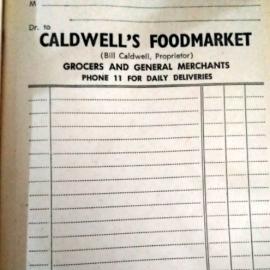 M
Dr. to
CALDWELL'S FOODMARKET
(Bill Caldwell, Proprietor)
GROCERS AND GENERAL MERCHANTS
PHONE 11 FOR DAILY DELIVERIES